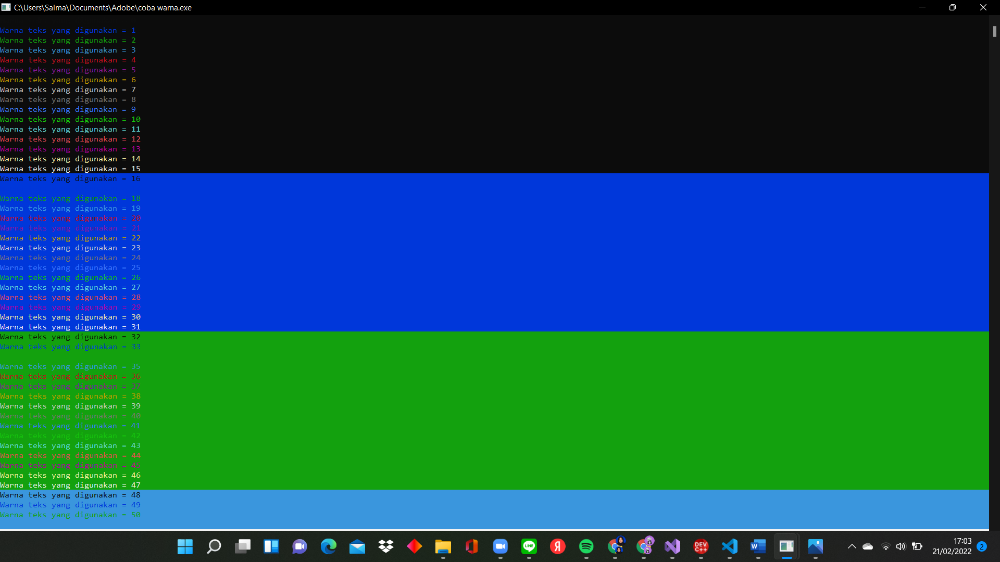 C:\Users\Salma\Documents\Adobe\coba warna.exe
Warna teks yang digunakan = 1
Warna teks yang digunakan = 2
Warna teks yang digunakan = 3
Warna teks yang digunakan = 4
Warna teks yang digunakan = 5
Warna teks yang digunakan = 6
Warna teks yang digunakan = 7
Warna teks yang digunakan = 8
Warna teks yang digunakan = 9
Warna teks yang digunakan = 10
Warna teks yang digunakan = 11
Warna teks yang digunakan = 12
Warna teks yang digunakan = 13
Warna teks yang digunakan = 14
Warna teks yang digunakan = 15
Warna teks yang digunakan = 16
Warna teks yang digunakan = 18
Warna teks yang digunakan = 19
Warna teks yang digunakan = 20
Warna teks yang digunakan = 21
Warna teks yang digunakan = 22
Warna teks yang digunakan = 23
Warna teks yang digunakan = 24
Warna teks yang digunakan = 25
Warna teks yang digunakan = 26
Warna teks yang digunakan = 27
Warna teks yang digunakan = 28
Warna teks yang digunakan = 29
Warna teks yang digunakan = 30
Warna teks yang digunakan = 31
Warna teks yang digunakan = 32
Warna teks yang digunakan = 33
Warna teks yang digunakan = 35
Warna teks yang digunakan = 36
Warna teks yang digunakan = 37
Warna teks yang digunakan = 38
Warna teks yang digunakan = 39
Warna teks yang digunakan = 40
Warna teks yang digunakan = 41
Warna teks yang digunakan = 42
Warna teks yang digunakan = 43
Warna teks yang digunakan = 44
Warna teks yang digunakan = 45
Warna teks yang digunakan = 46
Warna teks yang digunakan = 47
Warna teks yang digunakan = 48
Warna teks yang digunakan = 49
Warna teks yang digunakan = 50
LINE
Я
DEV
C++
W
17:03
21/02/2022
2